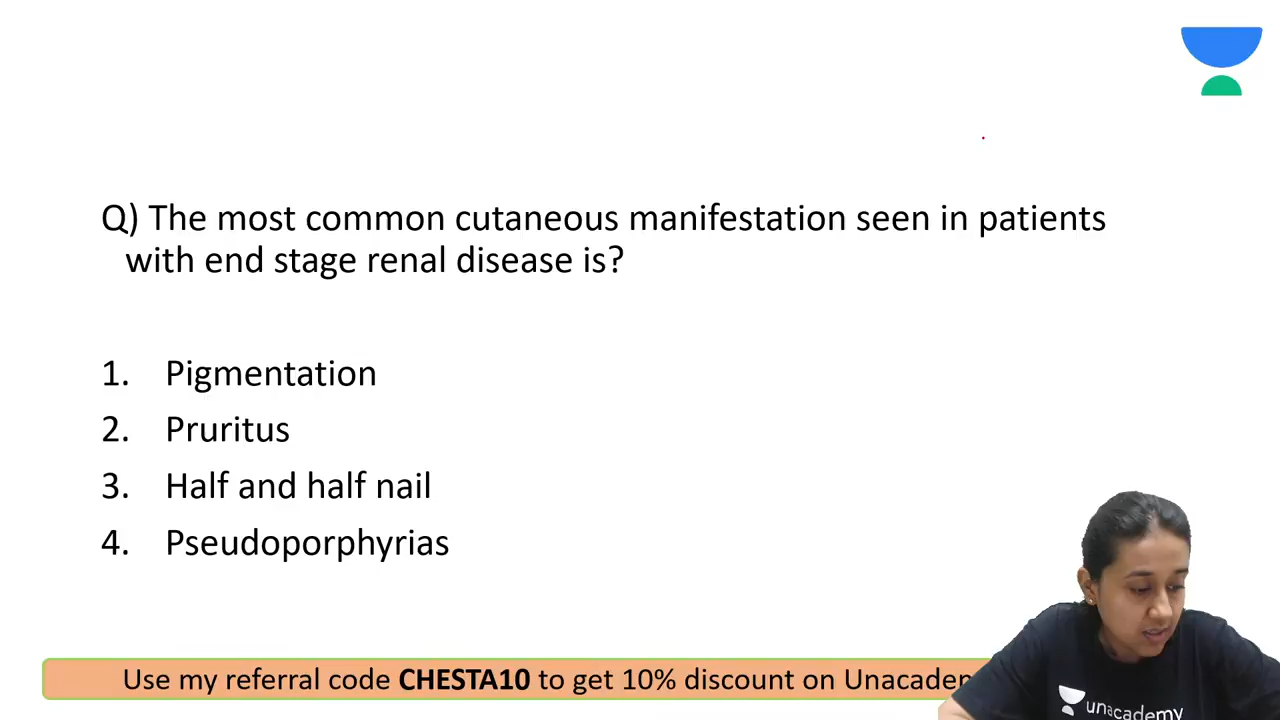 Q) The most common cutaneous manifestation seen in patients
with end stage renal disease is?
1. Pigmentation
2. Pruritus
3. Half and half nail
4. Pseudoporphyrias
Use my referral code CHESTA10 to get 10% discount on
unacademy